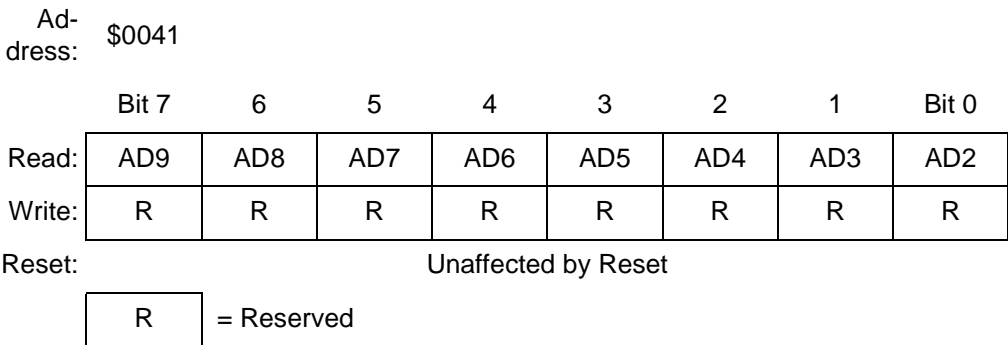 Ad-
dress: $0041
Bit 7 6 5 4 3 2 1 Bit 0
Read: AD9 AD8 AD7 AD6 AD5 AD4 AD3 AD2
Write: R R R R R R R R
Reset: Unaffected by Reset
R = Reserved